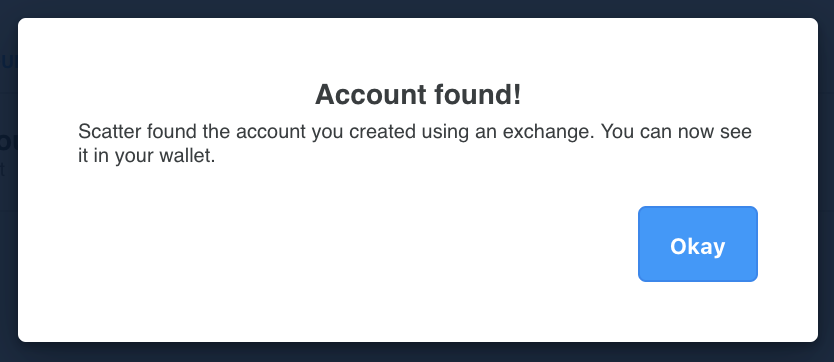 Account found!
Scatter found the account you created using an exchange. You can now see
it in your wallet.
Okay